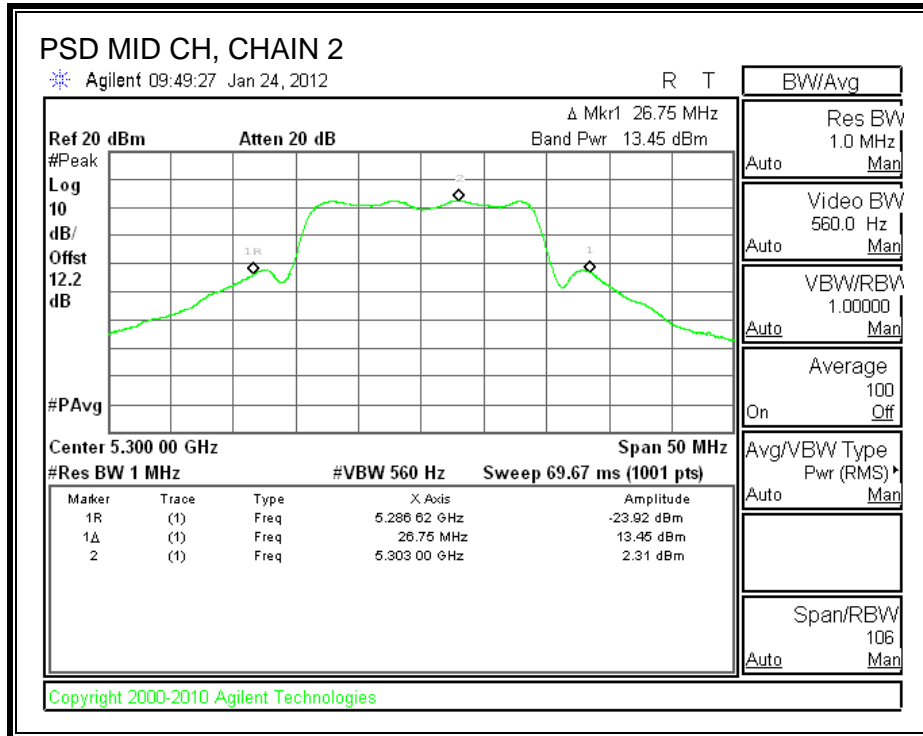 PSD MID CH, CHAIN 2
Agilent 09:49:27 Jan 24, 2012 R T
Δ Mkr1 26.75 MHz
Ref 20 dBm Atten 20 dB Band Pwr 13.45 dBm
#Peak
Log
10
dB/
Offst
12.2
dB
#PAvg
2
1R
1
Center 5.300 00 GHz Span 50 MHz
#Res BW 1 MHz #VBW 560 Hz Sweep 69.67 ms (1001 pts)
Marker Trace Type X Axis Amplitude
1R (1) Freq 5.286 62 GHz -23.92 dBm
1Δ (1) Freq 26.75 MHz 13.45 dBm
2 (1) Freq 5.303 00 GHz 2.31 dBm
Copyright 2000-2010 Agilent Technologies
BW/Avg
Res BW
1.0 MHz
Auto Man
Video BW
560.0 Hz
Auto Man
VBW/RBW
1.00000
Auto Man
Average
100
On Off
Avg/VBW Type
Pwr (RMS)
Auto Man
Span/RBW
106
Auto Man